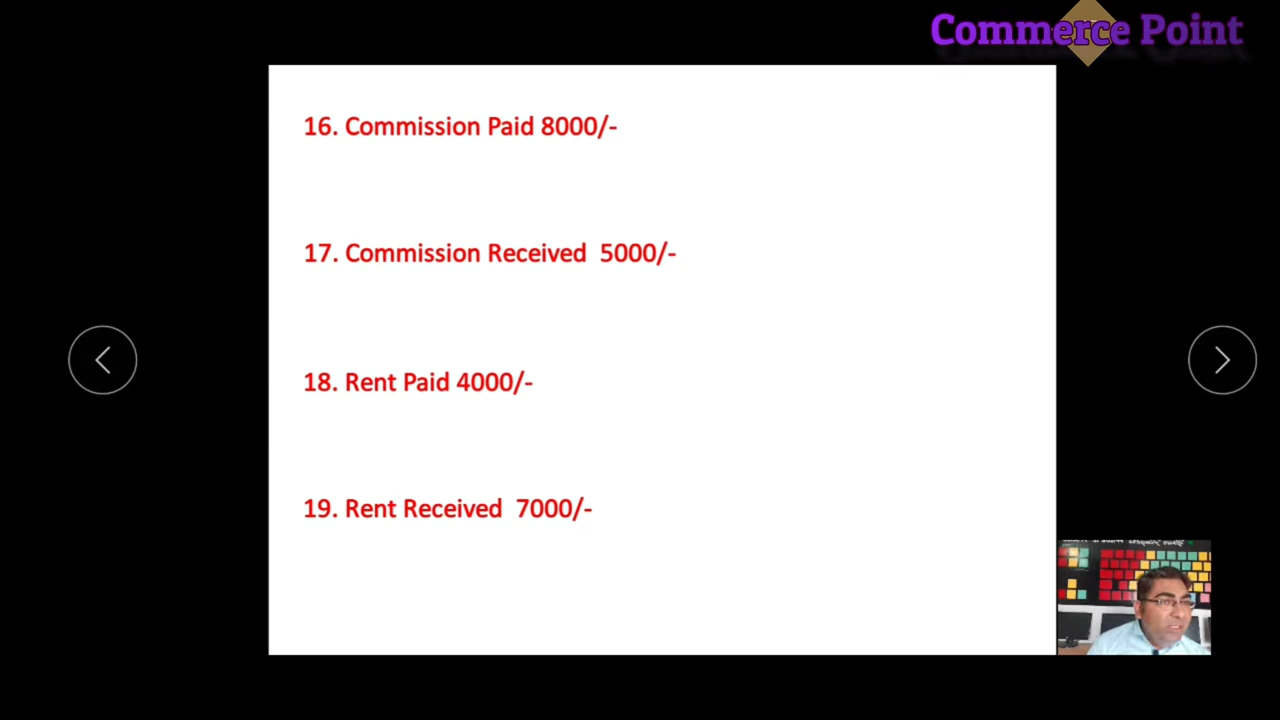 Commerce Point
16. Commission Paid 8000/-
17. Commission Received 5000/-
18. Rent Paid 4000/-
19. Rent Received 7000/-